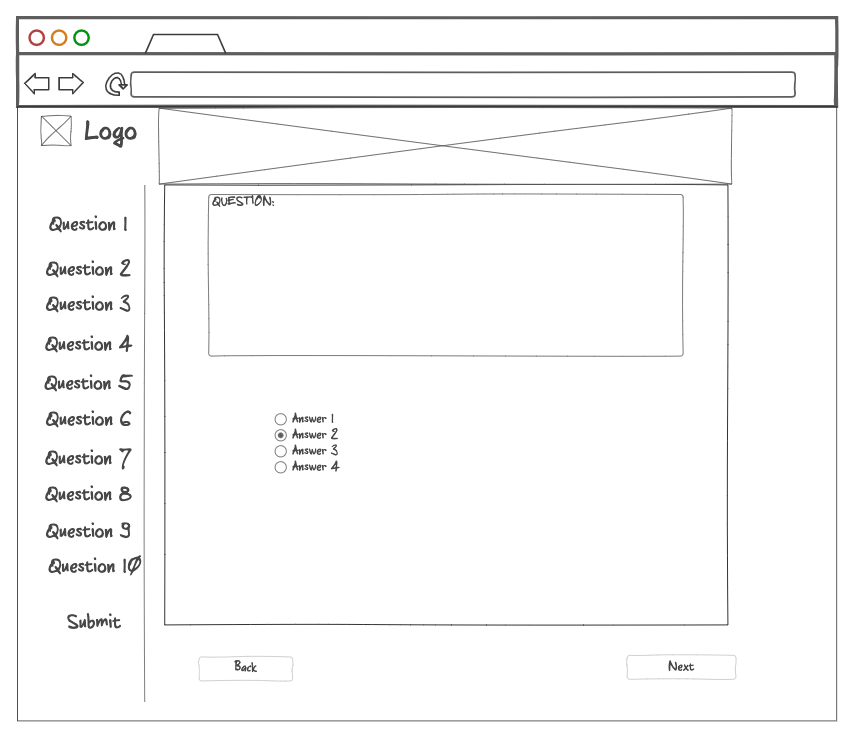 Logo
Question 1
Question 2
Question 3
Question 4
Question 5
Question 6
Question 7
Question 8
Question 9
Question 10
Submit
QUESTION:
Answer 1
Answer 2
Answer 3
Answer 4
Back
Next